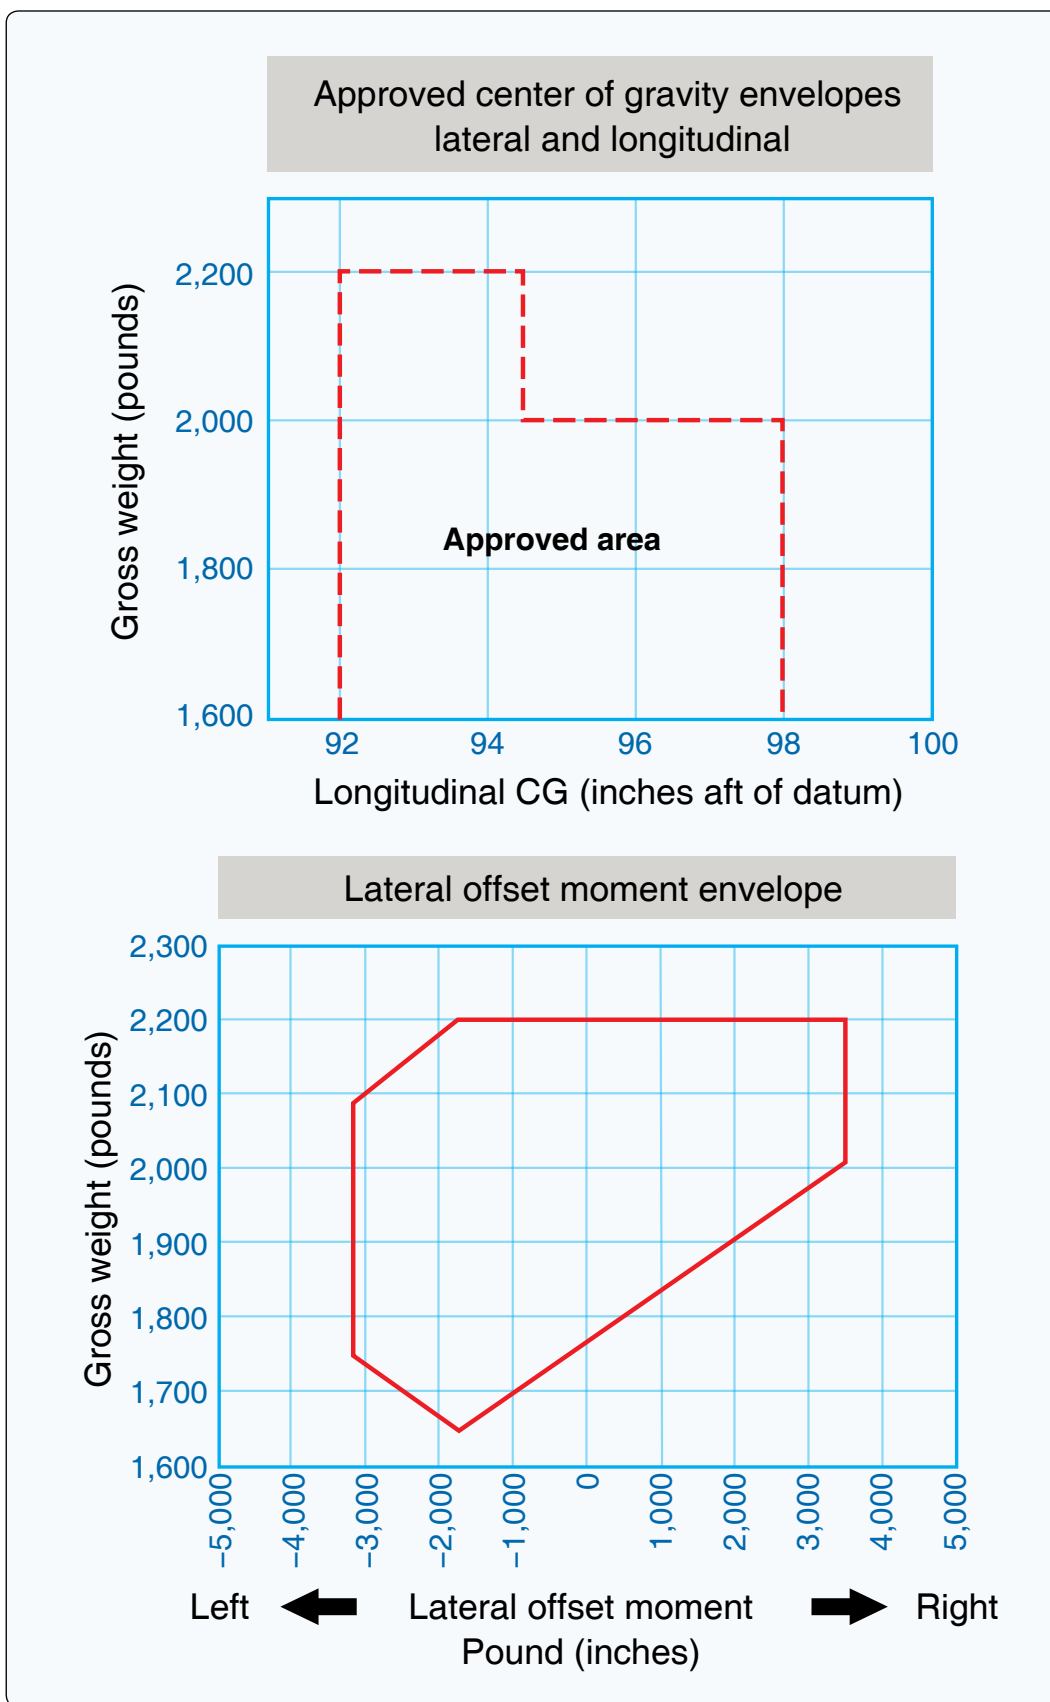 Approved center of gravity envelopes
lateral and longitudinal
Gross weight (pounds)
2,200
2,000
1,800
1,600
Approved area
92
94
96
98
100
Longitudinal CG (inches aft of datum)
Lateral offset moment envelope
Gross weight (pounds)
2,300
2,200
2,100
2,000
1,900
1,800
1,700
1,600
–5,000
–4,000
–3,000
–2,000
–1,000
0
1,000
2,000
3,000
4,000
5,000
Left
Lateral offset moment
Right
Pound (inches)